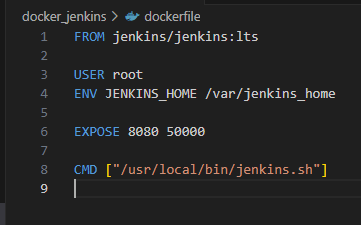 docker_jenkins > dockerfile
1 FROM jenkins/jenkins:lts
2
3 USER root
4 ENV JENKINS_HOME /var/jenkins_home
5
6 EXPOSE 8080 50000
7
8 CMD ["/usr/local/bin/jenkins.sh"]
9